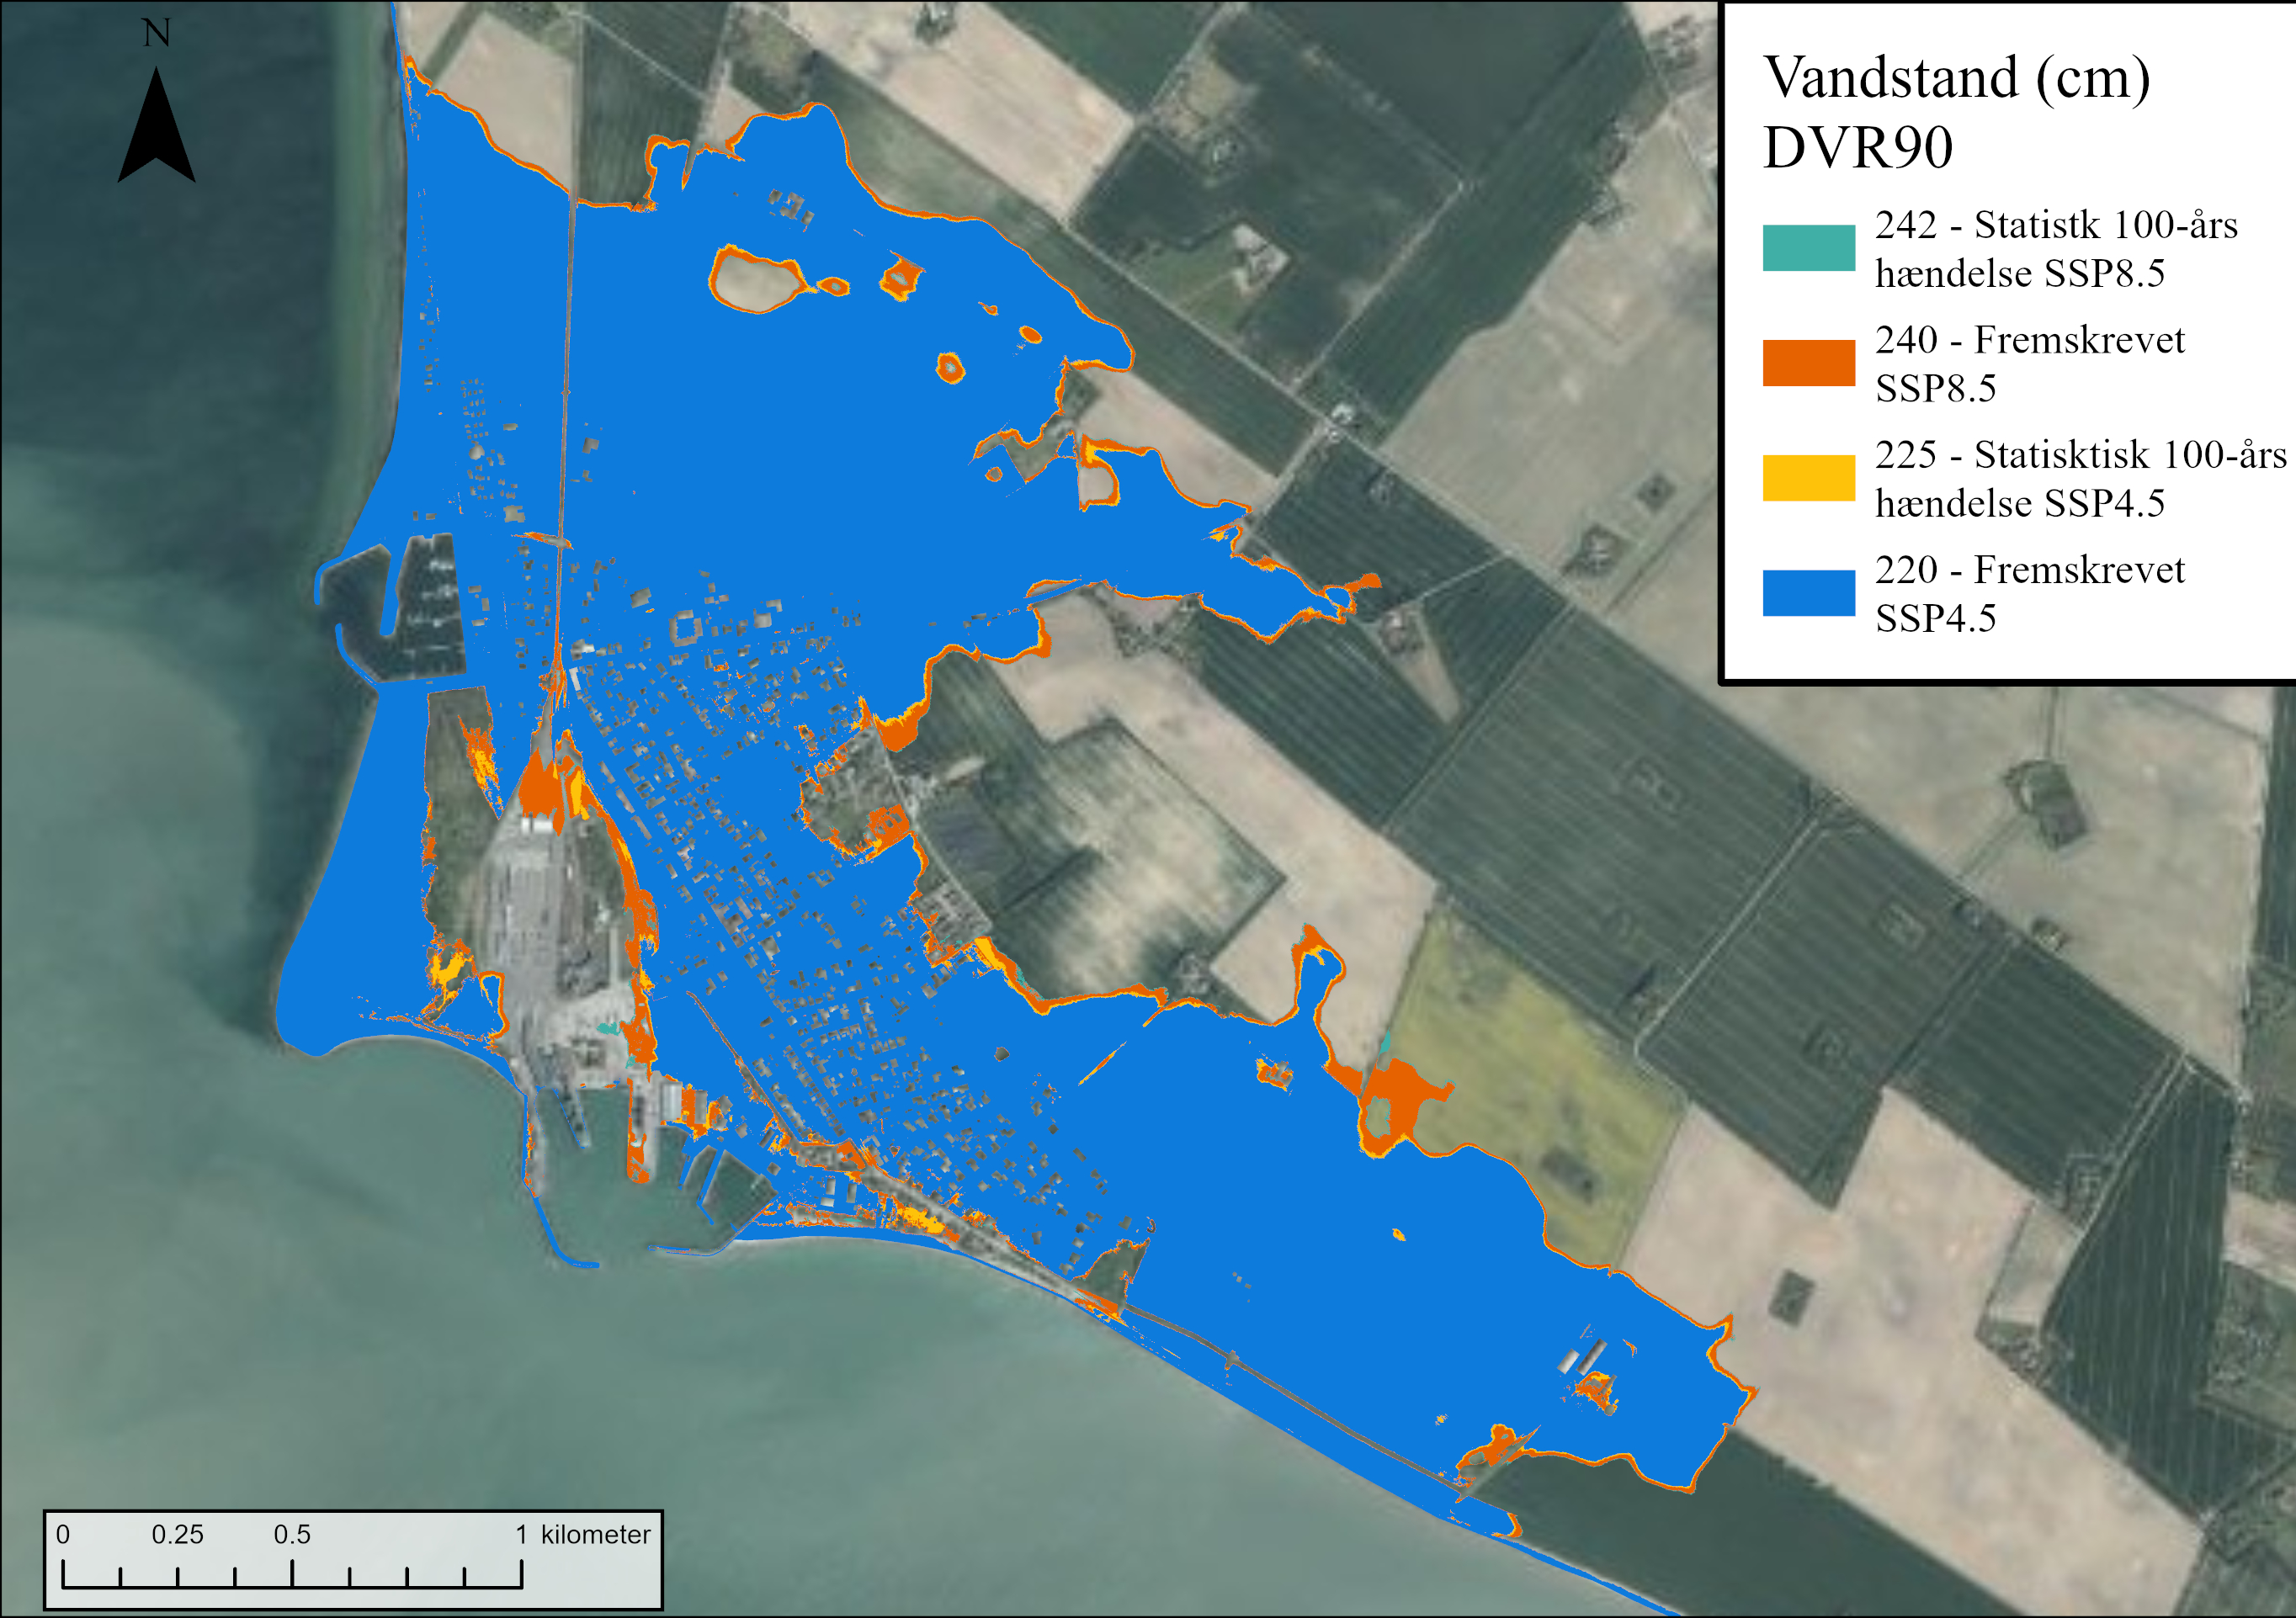 N
Vandstand (cm)
DVR90
242 - Statistk 100-års
hændelse SSP8.5
240 - Fremskrevet
SSP8.5
225 - Statisktisk 100-års
hændelse SSP4.5
220 - Fremskrevet
SSP4.5
0 0.25 0.5 1 kilometer